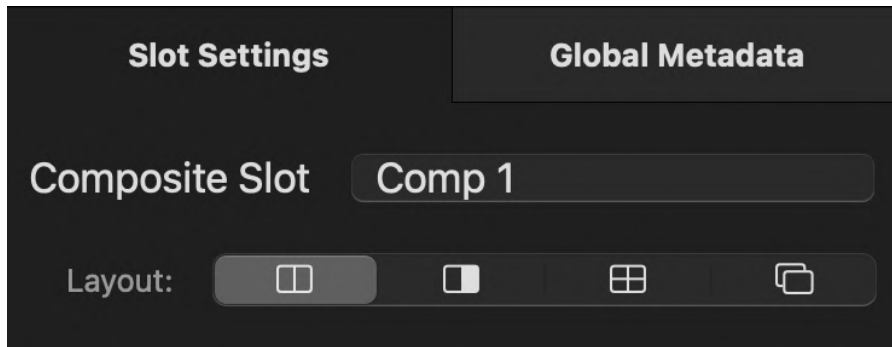 Slot Settings
Global Metadata
Composite Slot
Comp 1
Layout: